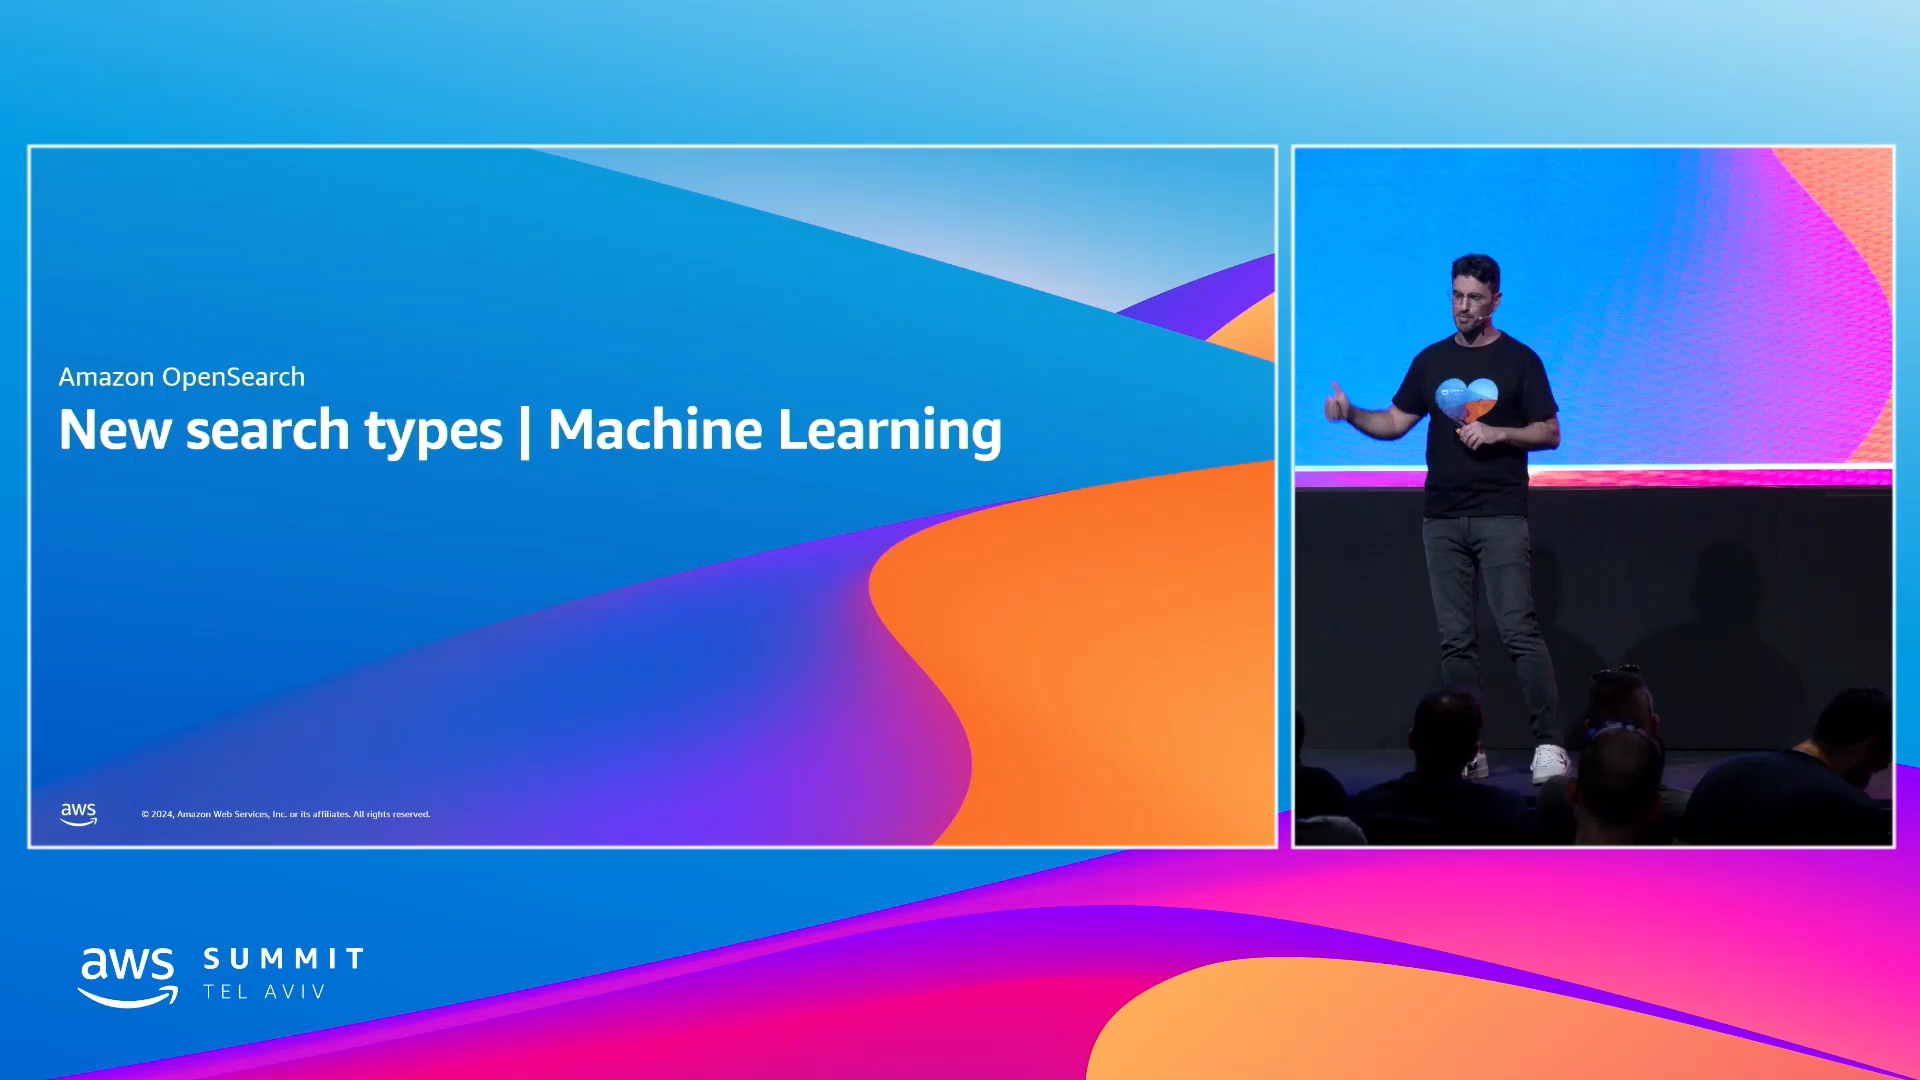 Amazon OpenSearch
New search types | Machine Learning
aws
© 2024, Amazon Web Services, Inc. or its affiliates. All rights reserved.
aws SUMMIT
TEL AVIV